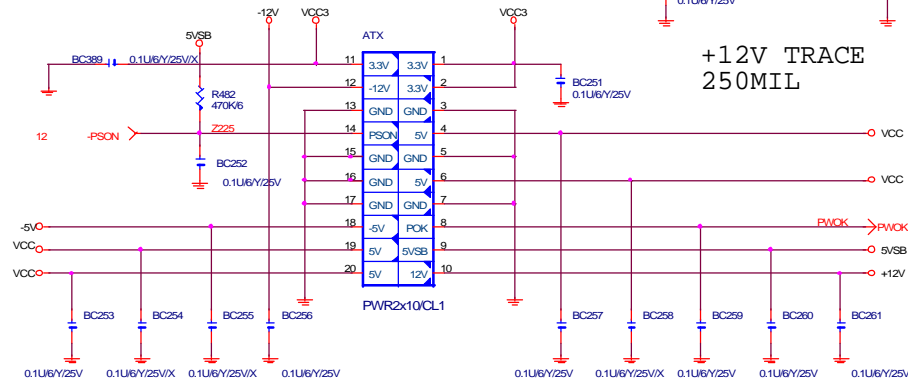 0.1U/6/Y/25V
-12V
VCC3
VCC3
5VSB
ATX
+12V TRACE
250MIL
BC389
0.1U/6/Y/25V/X
11 3.3V 3.3V 1
BC251
0.1U/6/Y/25V
12 -12V 3.3V 2
R482
470K/6
13 GND GND 3
12
-PSON
Z225
14 PSON 5V 4
VCC
15 GND GND 5
BC252
0.1U/6/Y/25V
16 GND 5V 6
VCC
17 GND GND 7
-5V
18 -5V POK 8
PWOK
PWOK
VCC
19 5V 5VSB 9
5VSB
VCC
20 5V 12V 10
+12V
PWR2x10/CL1
BC253
BC254
BC255
BC256
BC257
BC258
BC259
BC260
BC261
0.1U/6/Y/25V
0.1U/6/Y/25V/X
0.1U/6/Y/25V/X
0.1U/6/Y/25V
0.1U/6/Y/25V
0.1U/6/Y/25V
0.1U/6/Y/25V
0.1U/6/Y/25V
0.1U/6/Y/25V